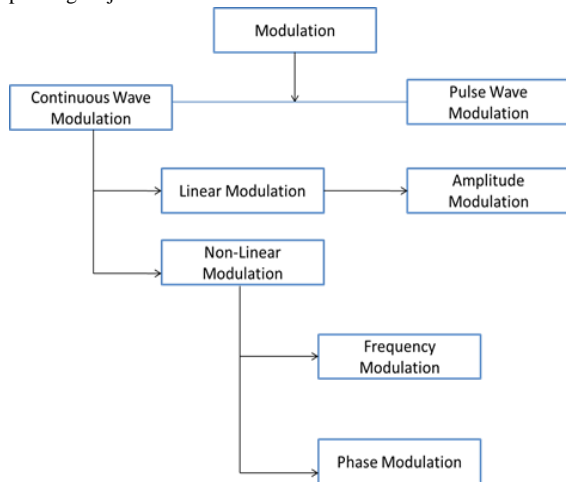 Modulation
Continuous Wave
Modulation
Pulse Wave
Modulation
Linear Modulation
Amplitude
Modulation
Non-Linear
Modulation
Frequency
Modulation
Phase Modulation